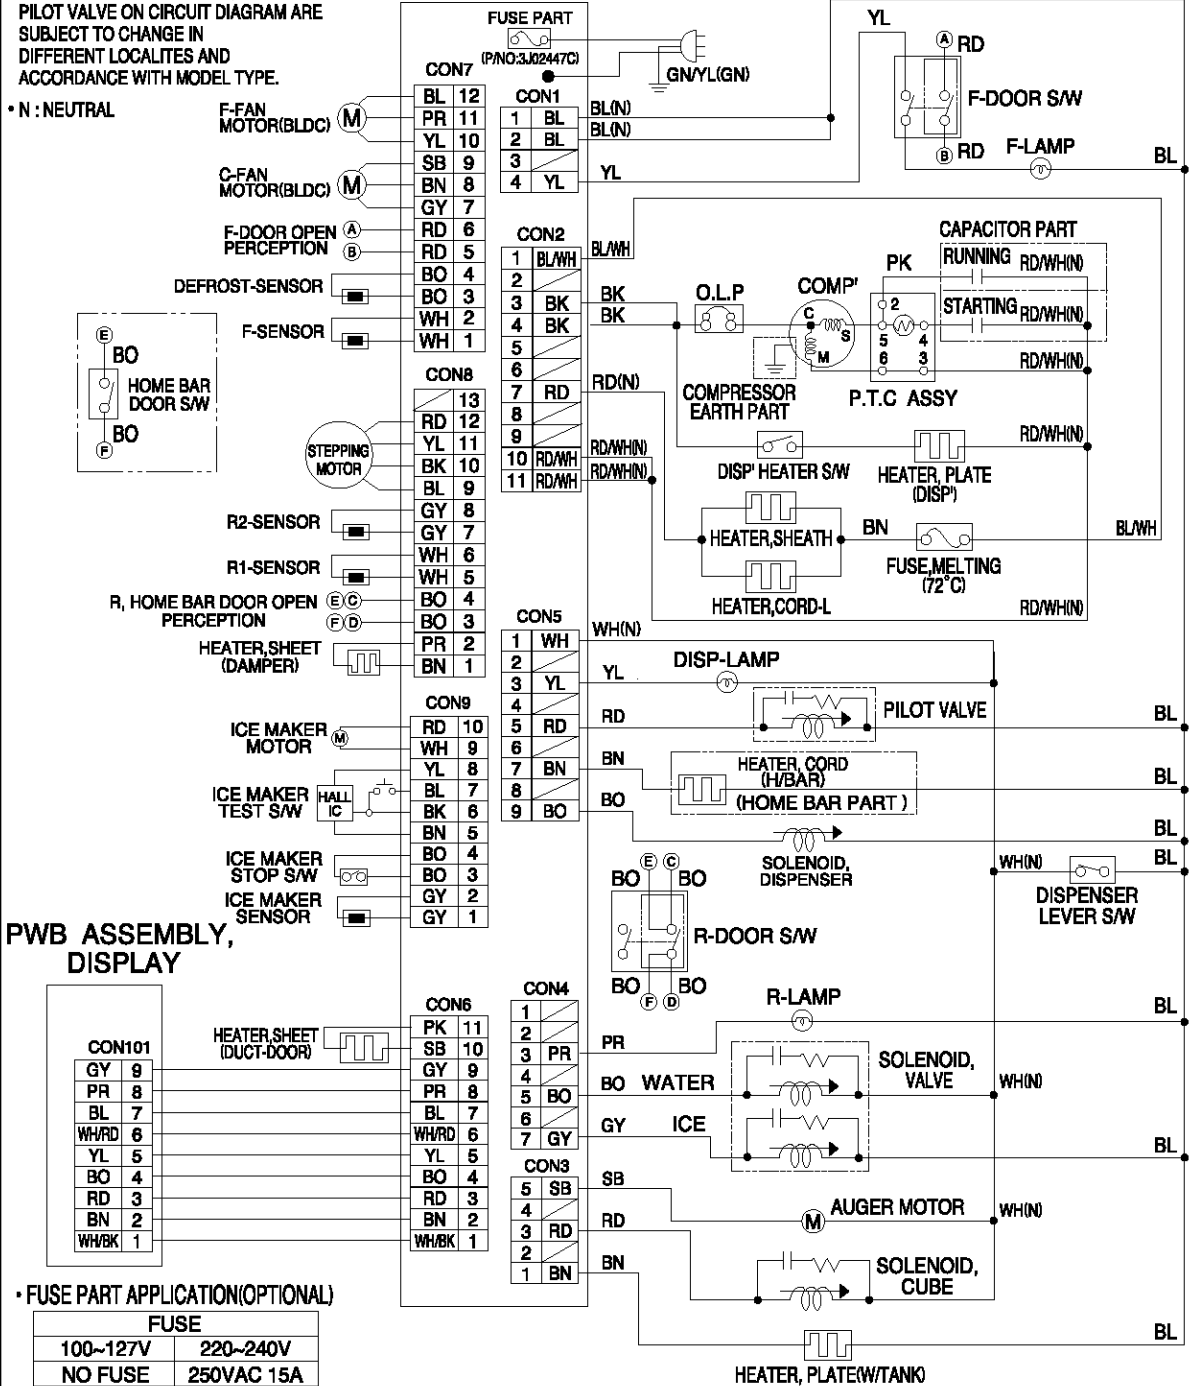 PILOT VALVE ON CIRCUIT DIAGRAM ARE
SUBJECT TO CHANGE IN
DIFFERENT LOCALITES AND
ACCORDANCE WITH MODEL TYPE.
• N : NEUTRAL
F-FAN
MOTOR(BLDC) M
C-FAN
MOTOR(BLDC) M
F-DOOR OPEN A
PERCEPTION B
DEFROST-SENSOR
F-SENSOR
E
BO
HOME BAR
DOOR S/W
BO
F
STEPPING
MOTOR
R2-SENSOR
R1-SENSOR
R, HOME BAR DOOR OPEN E C
PERCEPTION F D
HEATER,SHEET
(DAMPER)
ICE MAKER
MOTOR M
ICE MAKER
TEST S/W
HALL
IC
ICE MAKER
STOP S/W
ICE MAKER
SENSOR
PWB ASSEMBLY,
DISPLAY
HEATER,SHEET
(DUCT-DOOR)
CON101
GY 9
PR 8
BL 7
WH/RD 6
YL 5
BO 4
RD 3
BN 2
WH/BK 1
• FUSE PART APPLICATION(OPTIONAL)
FUSE
100~127V 220~240V
NO FUSE 250VAC 15A
CON7
BL 12
PR 11
YL 10
SB 9
BN 8
GY 7
RD 6
RD 5
BO 4
BO 3
WH 2
WH 1
CON8
13
RD 12
YL 11
BK 10
BL 9
GY 8
GY 7
WH 6
WH 5
BO 4
BO 3
PR 2
BN 1
CON9
RD 10
WH 9
YL 8
BL 7
BK 6
BN 5
BO 4
BO 3
GY 2
GY 1
CON6
PK 11
SB 10
GY 9
PR 8
BL 7
WH/RD 6
YL 5
BO 4
RD 3
BN 2
WH/BK 1
FUSE PART
(P/NO:3J02447C)
GN/YL(GN)
CON1
1 BL BL(N)
2 BL BL(N)
3
4 YL YL
YL
A RD
F-DOOR S/W
B RD
F-LAMP
BL
CON2
1 BL/WH BL/WH
2
3 BK BK
4 BK BK
5
6
7 RD RD(N)
8
9
10 RD/WH RD/WH(N)
11 RD/WH RD/WH(N)
O.L.P
COMP'
C
S
M
COMPRESSOR
EARTH PART
PK
2
5 4
6 3
P.T.C ASSY
CAPACITOR PART
RUNNING RD/WH(N)
STARTING RD/WH(N)
RD/WH(N)
DISP' HEATER S/W
HEATER, PLATE
(DISP')
RD/WH(N)
HEATER,SHEATH
HEATER,CORD-L
BN
FUSE,MELTING
(72°C)
BL/WH
RD/WH(N)
CON5
1 WH WH(N)
2
3 YL YL
4
5 RD RD
6
7 BN BN
8
9 BO BO
DISP-LAMP
PILOT VALVE
BL
HEATER, CORD
(H/BAR)
(HOME BAR PART )
BL
SOLENOID,
DISPENSER
BL
WH(N)
BL
DISPENSER
LEVER S/W
E C
BO BO
R-DOOR S/W
BO BO
F D
CON4
1
2
3 PR PR
4
5 BO BO WATER
6
7 GY GY ICE
R-LAMP
BL
SOLENOID,
VALVE
WH(N)
BL
CON3
5 SB SB
4
3 RD RD
2
1 BN BN
M AUGER MOTOR
WH(N)
SOLENOID,
CUBE
HEATER, PLATE(W/TANK)
BL